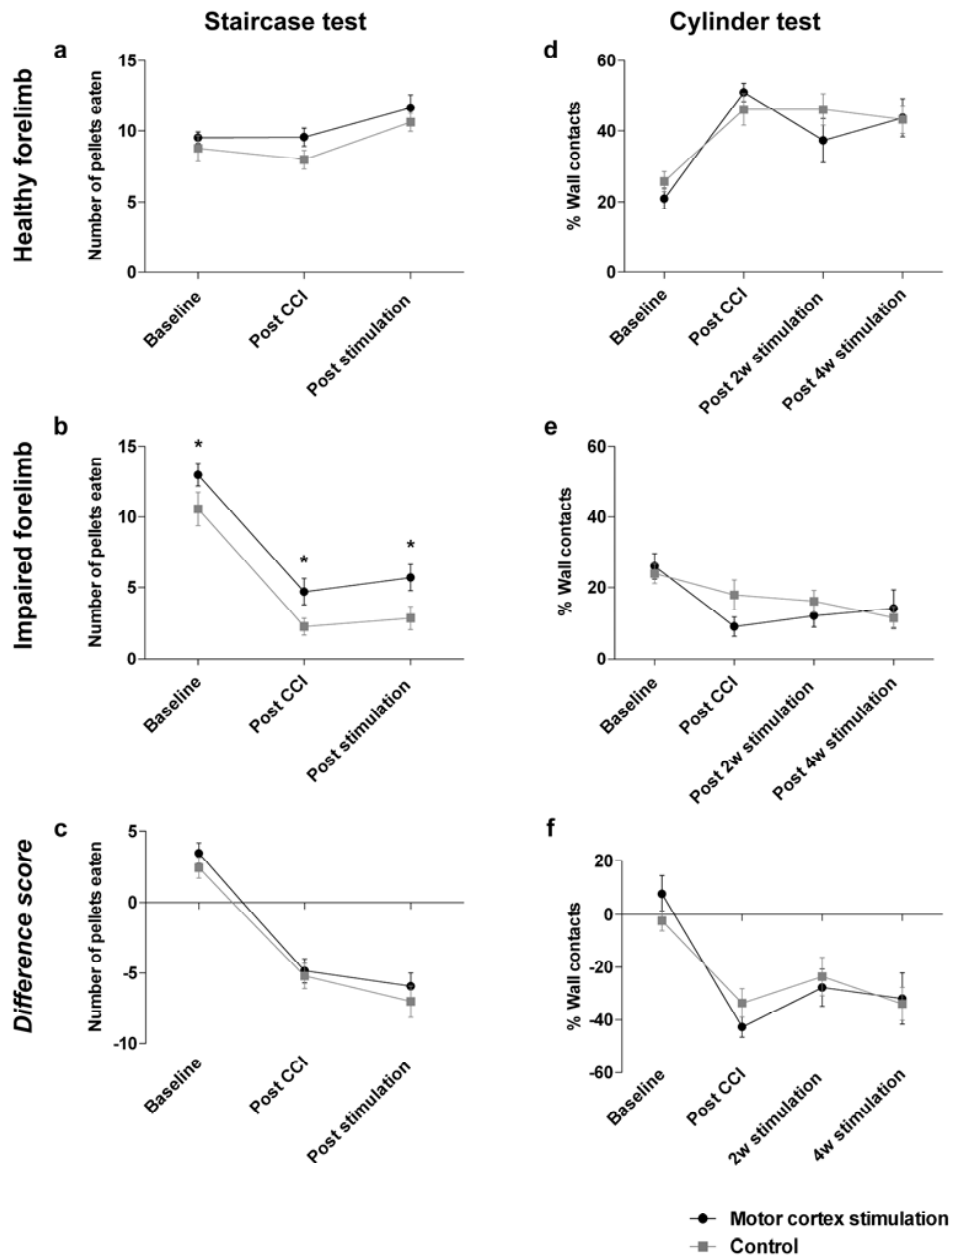 Staircase test
Cylinder test
Healthy forelimb
a
Number of pellets eaten
15
10
5
0
Baseline
Post CCI
Post stimulation
d
% Wall contacts
60
40
20
0
Baseline
Post CCI
Post 2w stimulation
Post 4w stimulation
Impaired forelimb
b
Number of pellets eaten
15
10
5
0
*
*
*
Baseline
Post CCI
Post stimulation
e
% Wall contacts
60
40
20
0
Baseline
Post CCI
Post 2w stimulation
Post 4w stimulation
Difference score
c
Number of pellets eaten
5
0
-5
-10
Baseline
Post CCI
Post stimulation
f
% Wall contacts
20
0
-20
-40
-60
Baseline
Post CCI
2w stimulation
4w stimulation
Motor cortex stimulation
Control